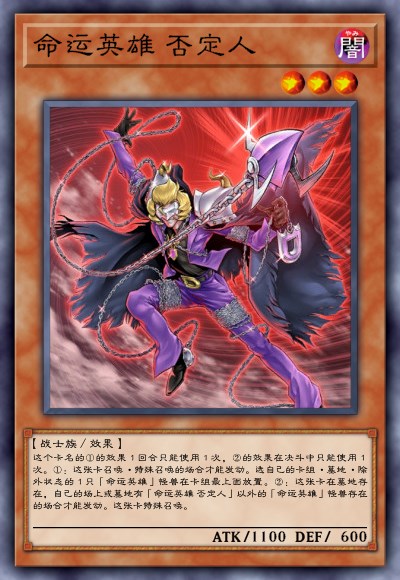 命运英雄 否定人
やみ
闇
【战士族／效果】
这个卡名的①的效果1回合只能使用1次，②的效果在决斗中只能使用
1次。①：这张卡召唤·特殊召唤的场合才能发动。选自己的卡组·墓地·除
外状态的1只「命运英雄」怪兽在卡组最上面放置。②：这张卡在墓地存
在，自己的场上或墓地有「命运英雄 否定人」以外的「命运英雄」怪兽存在
的场合才能发动。这张卡特殊召唤。
ATK/1100 DEF/ 600